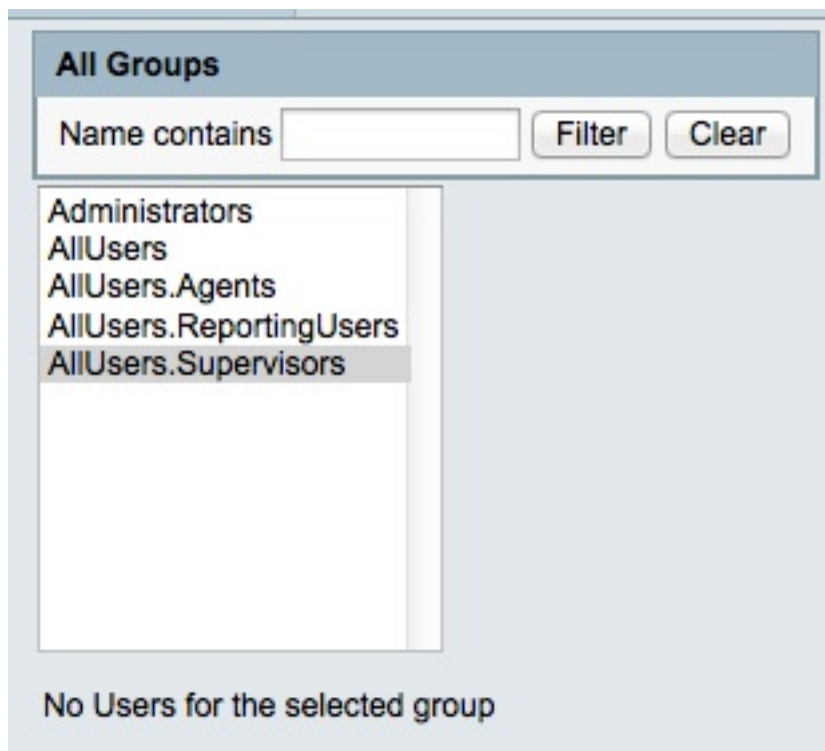 All Groups
Name contains Filter Clear
Administrators
AllUsers
AllUsers.Agents
AllUsers.ReportingUsers
AllUsers.Supervisors
No Users for the selected group